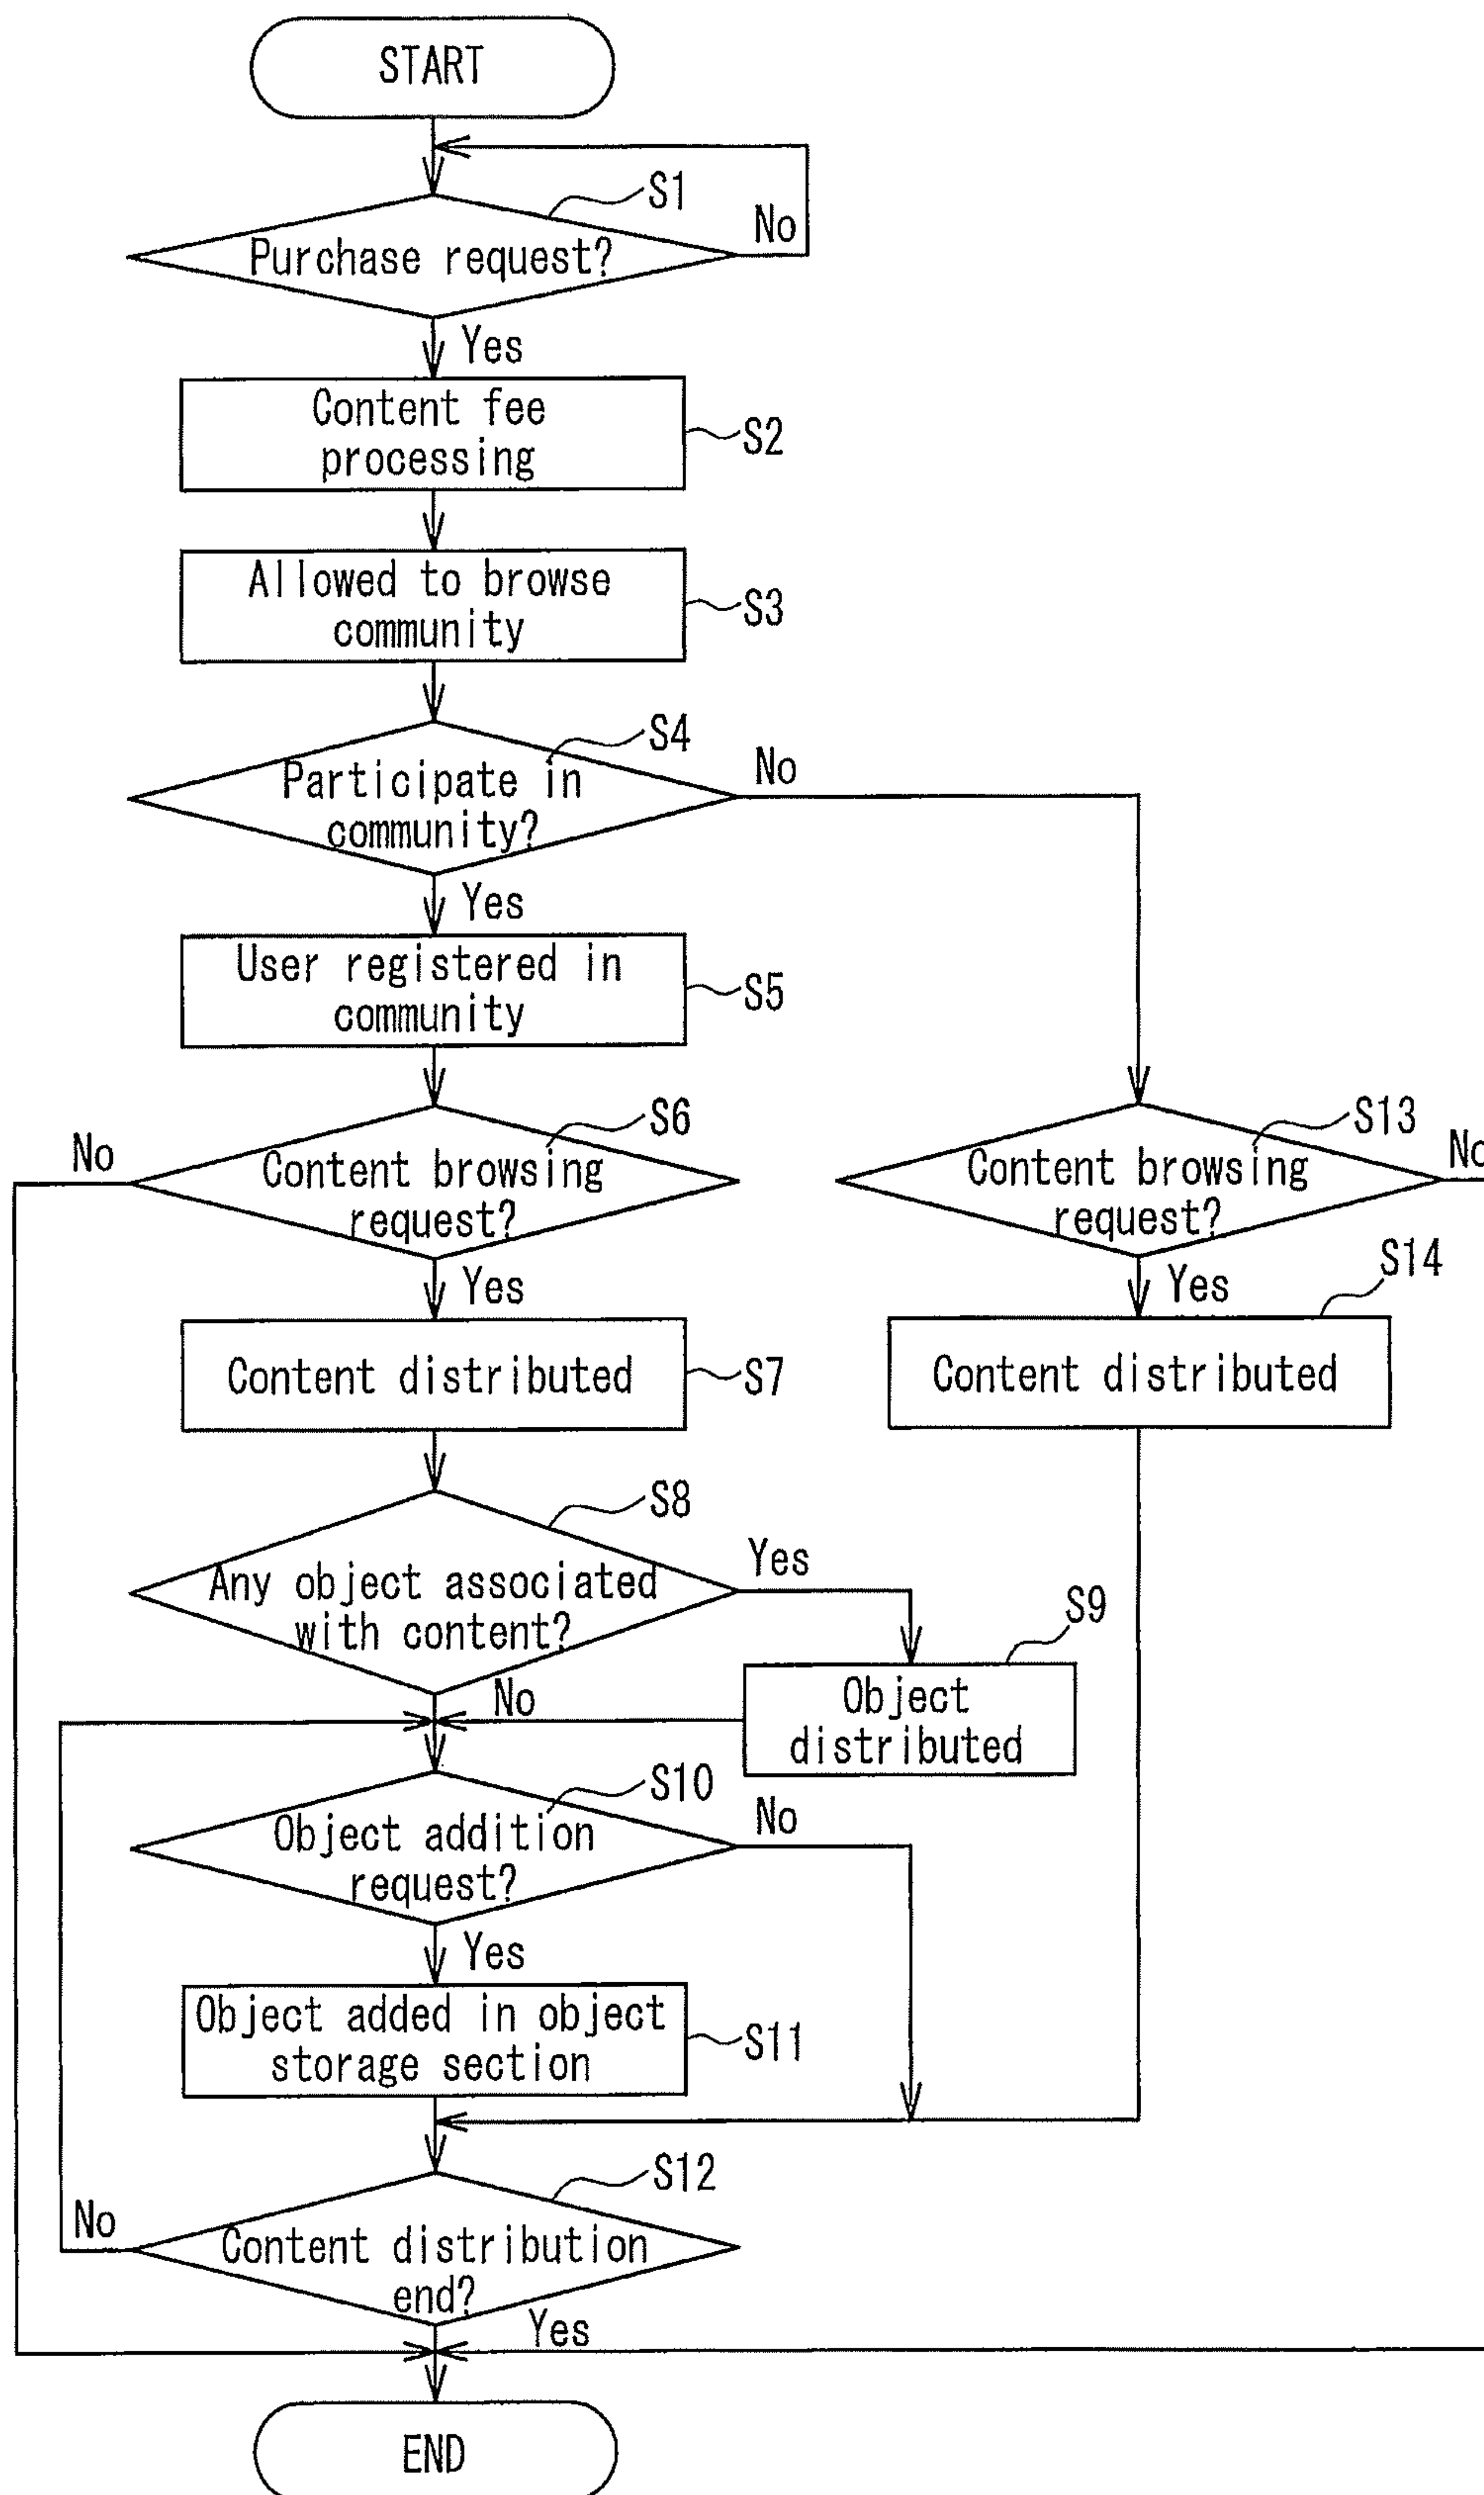 START
S1
No
Purchase request?
Yes
Content fee
processing
S2
Allowed to browse
community
S3
S4
No
Participate in
community?
Yes
User registered in
community
S5
S6
No
Content browsing
request?
S13
No
Content browsing
request?
Yes
Yes
S14
Content distributed
S7
Content distributed
S8
Yes
Any object associated
with content?
S9
No
Object
distributed
S10
No
Object addition
request?
Yes
Object added in object
storage section
S11
S12
No
Content distribution
end?
Yes
END